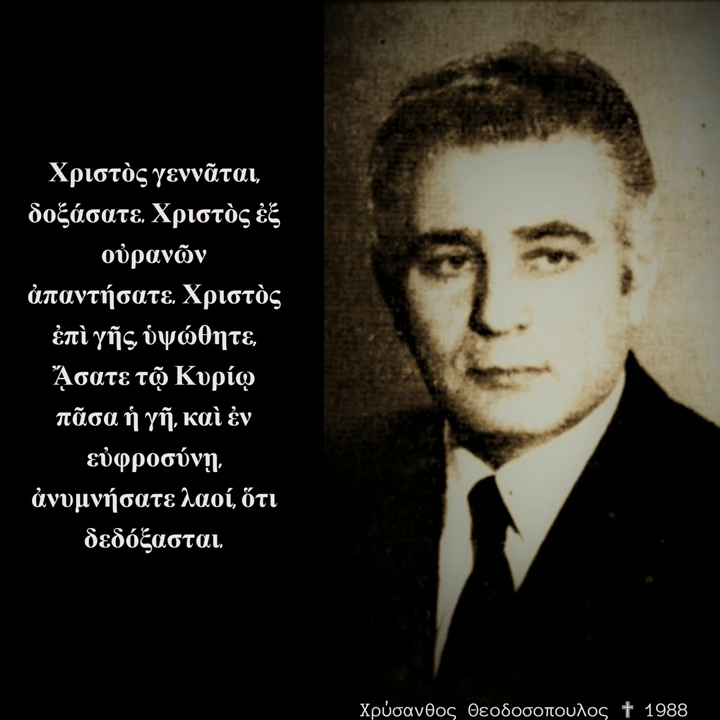 Χριστὸς γεννᾶται,
δοξάσατε. Χριστὸς ἐξ
οὐρανῶν
ἀπαντήσατε. Χριστὸς
ἐπὶ γῆς, ὑψώθητε,
ᾌσατε τῷ Κυρίῳ
πᾶσα ἡ γῆ, καὶ ἐν
εὐφροσύνῃ,
ἀνυμνήσατε λαοί, ὅτι
δεδόξασται.
Χρύσανθος Θεοδοσοπουλος ✝ 1988